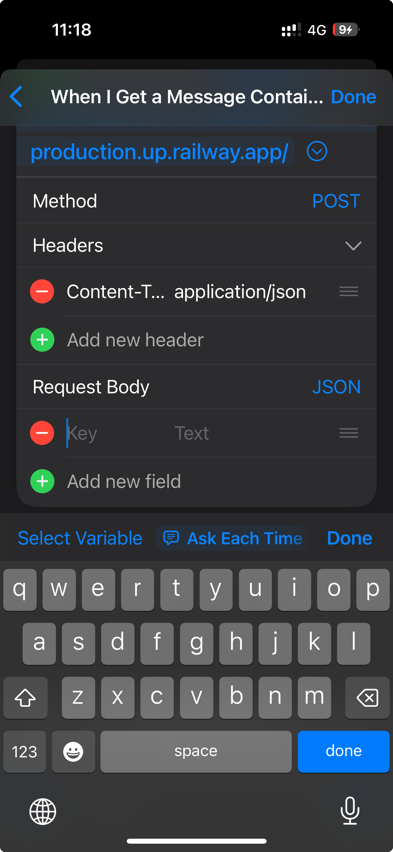 11:18 4G 9
When I Get a Message Contai... Done
production.up.railway.app/
Method POST
Headers
Content-T... application/json
Add new header
Request Body JSON
Key Text
Add new field
Select Variable Ask Each Time Done
q w e r t y u i o p
a s d f g h j k l
z x c v b n m
123 space done